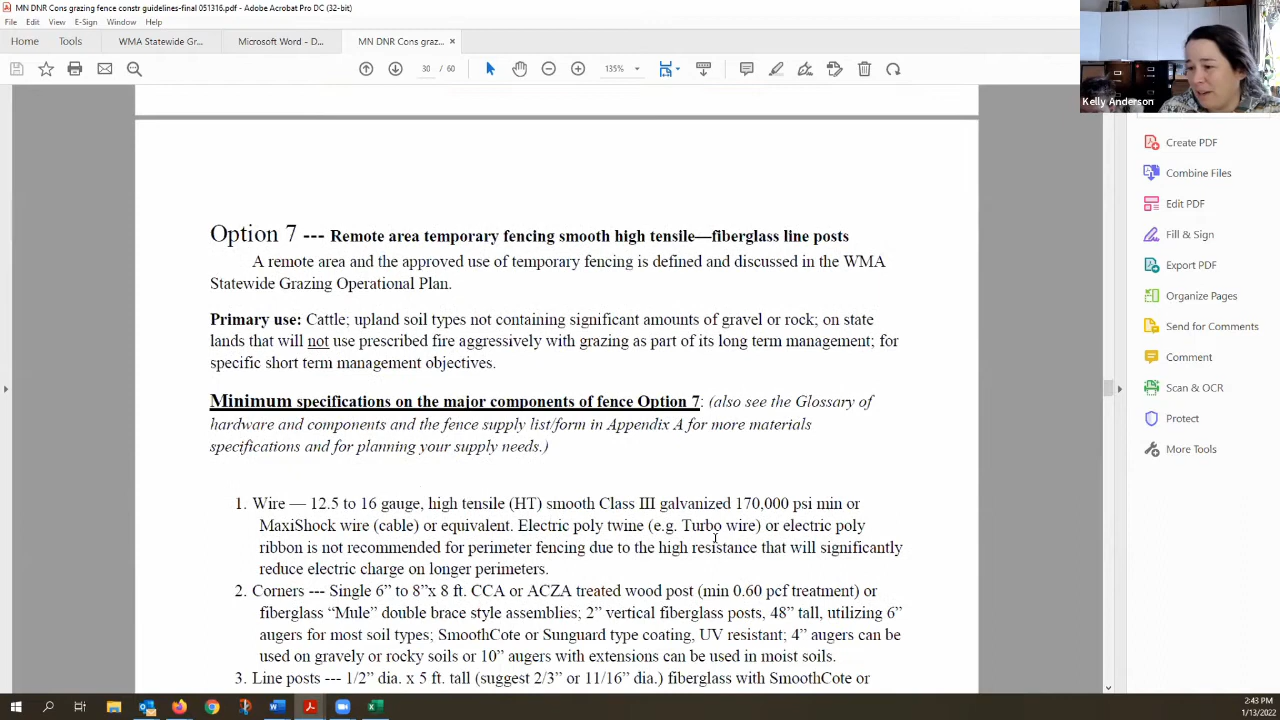 MN DNR Cons grazing fence constr guidelines-final 051316.pdf - Adobe Acrobat Pro DC (32-bit)
File Edit View E-Sign Window Help
Home Tools WMA Statewide Gr... Microsoft Word - D... MN DNR Cons graz... ×
30 / 60 135%
Kelly Anderson
Option 7 --- Remote area temporary fencing smooth high tensile—fiberglass line posts
A remote area and the approved use of temporary fencing is defined and discussed in the WMA
Statewide Grazing Operational Plan.
Primary use: Cattle; upland soil types not containing significant amounts of gravel or rock; on state
lands that will not use prescribed fire aggressively with grazing as part of its long term management; for
specific short term management objectives.
Minimum specifications on the major components of fence Option 7: (also see the Glossary of
hardware and components and the fence supply list/form in Appendix A for more materials
specifications and for planning your supply needs.)
1. Wire — 12.5 to 16 gauge, high tensile (HT) smooth Class III galvanized 170,000 psi min or
MaxiShock wire (cable) or equivalent. Electric poly twine (e.g. Turbo wire) or electric poly
ribbon is not recommended for perimeter fencing due to the high resistance that will significantly
reduce electric charge on longer perimeters.
2. Corners --- Single 6” to 8”x 8 ft. CCA or ACZA treated wood post (min 0.60 pcf treatment) or
fiberglass “Mule” double brace style assemblies; 2” vertical fiberglass posts, 48” tall, utilizing 6”
augers for most soil types; SmoothCote or Sunguard type coating, UV resistant; 4” augers can be
used on gravely or rocky soils or 10” augers with extensions can be used in moist soils.
3. Line posts --- 1/2” dia. x 5 ft. tall (suggest 2/3” or 11/16” dia.) fiberglass with SmoothCote or
Create PDF
Combine Files
Edit PDF
Fill & Sign
Export PDF
Organize Pages
Send for Comments
Comment
Scan & OCR
Protect
More Tools
2:43 PM
1/13/2022